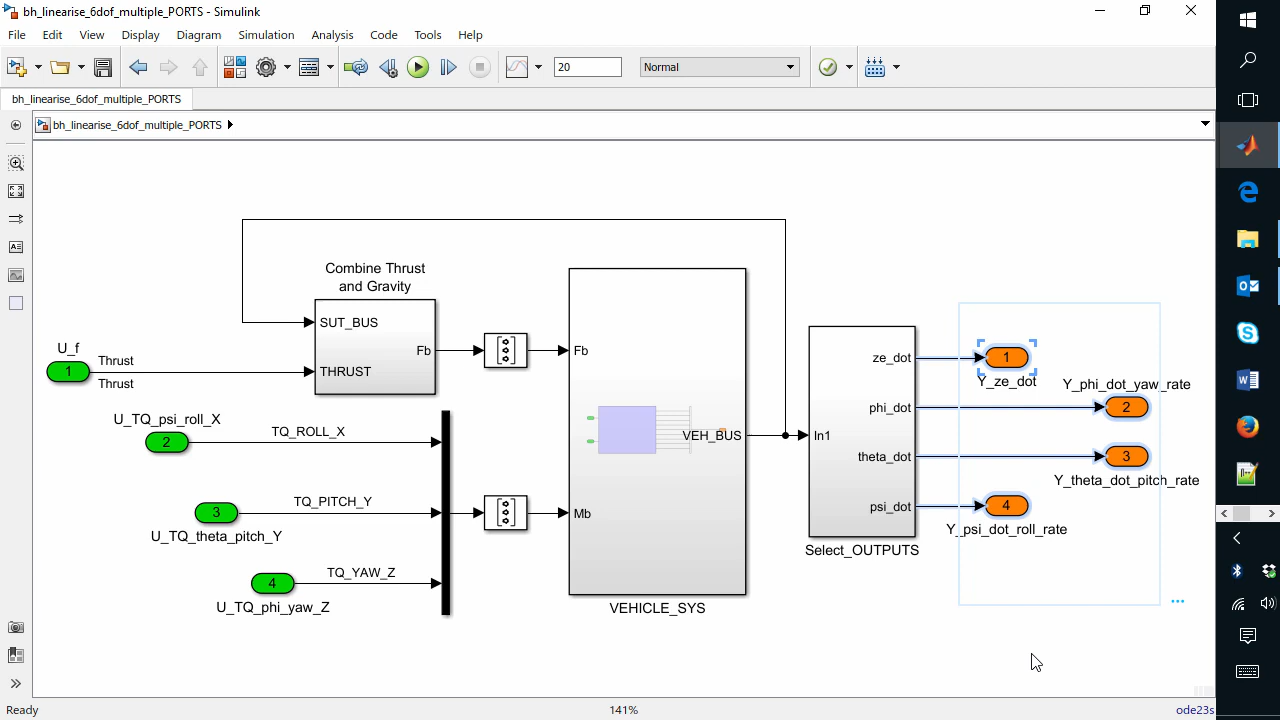 bh_linearise_6dof_multiple_PORTS - Simulink
File Edit View Display Diagram Simulation Analysis Code Tools Help
20 Normal
bh_linearise_6dof_multiple_PORTS
bh_linearise_6dof_multiple_PORTS
Combine Thrust
and Gravity
SUT_BUS
Fb
THRUST
U_f
1
Thrust
Thrust
U_TQ_psi_roll_X
2
TQ_ROLL_X
TQ_PITCH_Y
3
U_TQ_theta_pitch_Y
TQ_YAW_Z
4
U_TQ_phi_yaw_Z
Fb
VEH_BUS
Mb
VEHICLE_SYS
In1
ze_dot
phi_dot
theta_dot
psi_dot
Select_OUTPUTS
1
Y_ze_dot
Y_phi_dot_yaw_rate
2
3
Y_theta_dot_pitch_rate
4
Y_psi_dot_roll_rate
Ready
141%
ode23s